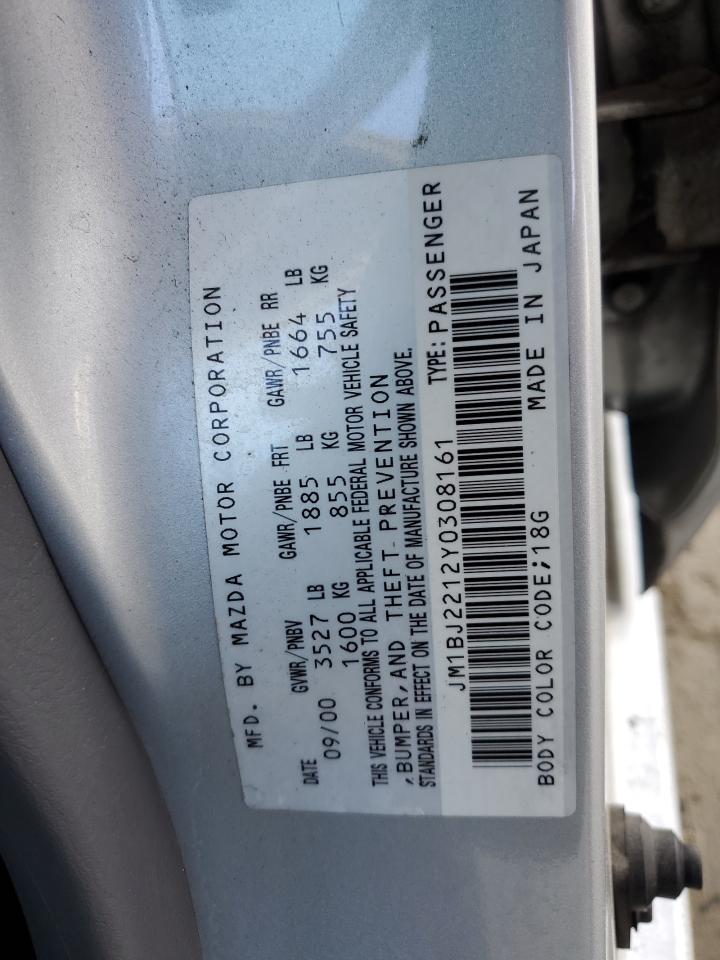 MFD. BY MAZDA MOTOR CORPORATION
DATE GVWR/PNBV GAWR/PNBE FRT GAWR/PNBE RR
09/00 3527 LB 1885 LB 1664 LB
1600 KG 855 KG 755 KG
THIS VEHICLE CONFORMS TO ALL APPLICABLE FEDERAL MOTOR VEHICLE SAFETY
,BUMPER,AND THEFT PREVENTION
STANDARDS IN EFFECT ON THE DATE OF MANUFACTURE SHOWN ABOVE.
JM1BJ2212Y0308161 TYPE:PASSENGER
BODY COLOR CODE;18G MADE IN JAPAN